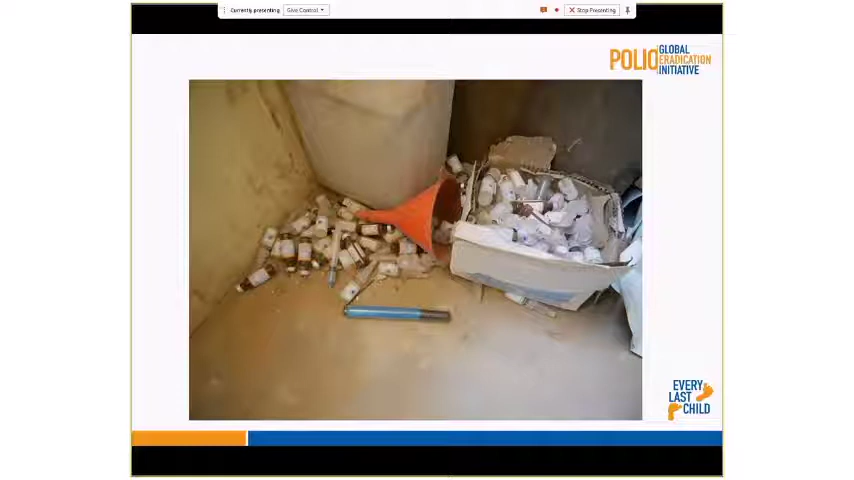 Currently presenting
Give Control
Stop Presenting
POLIO
GLOBAL
ERADICATION
INITIATIVE
EVERY
LAST
CHILD